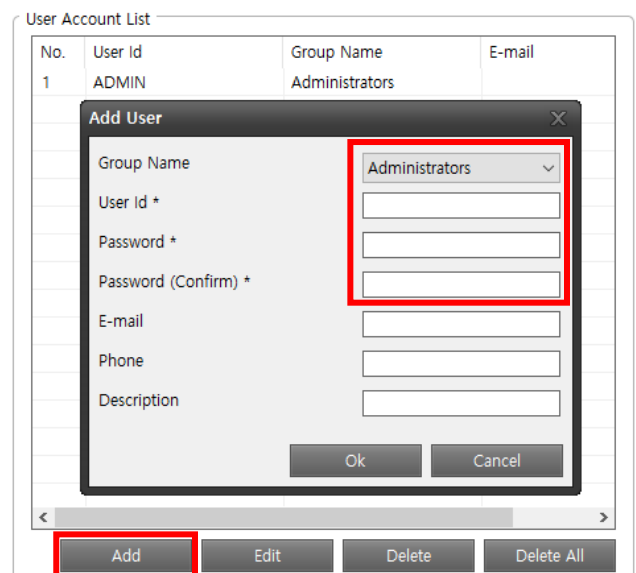 User Account List
No. User Id Group Name E-mail
1 ADMIN Administrators
Add User
Group Name Administrators
User Id *
Password *
Password (Confirm) *
E-mail
Phone
Description
Ok Cancel
Add Edit Delete Delete All